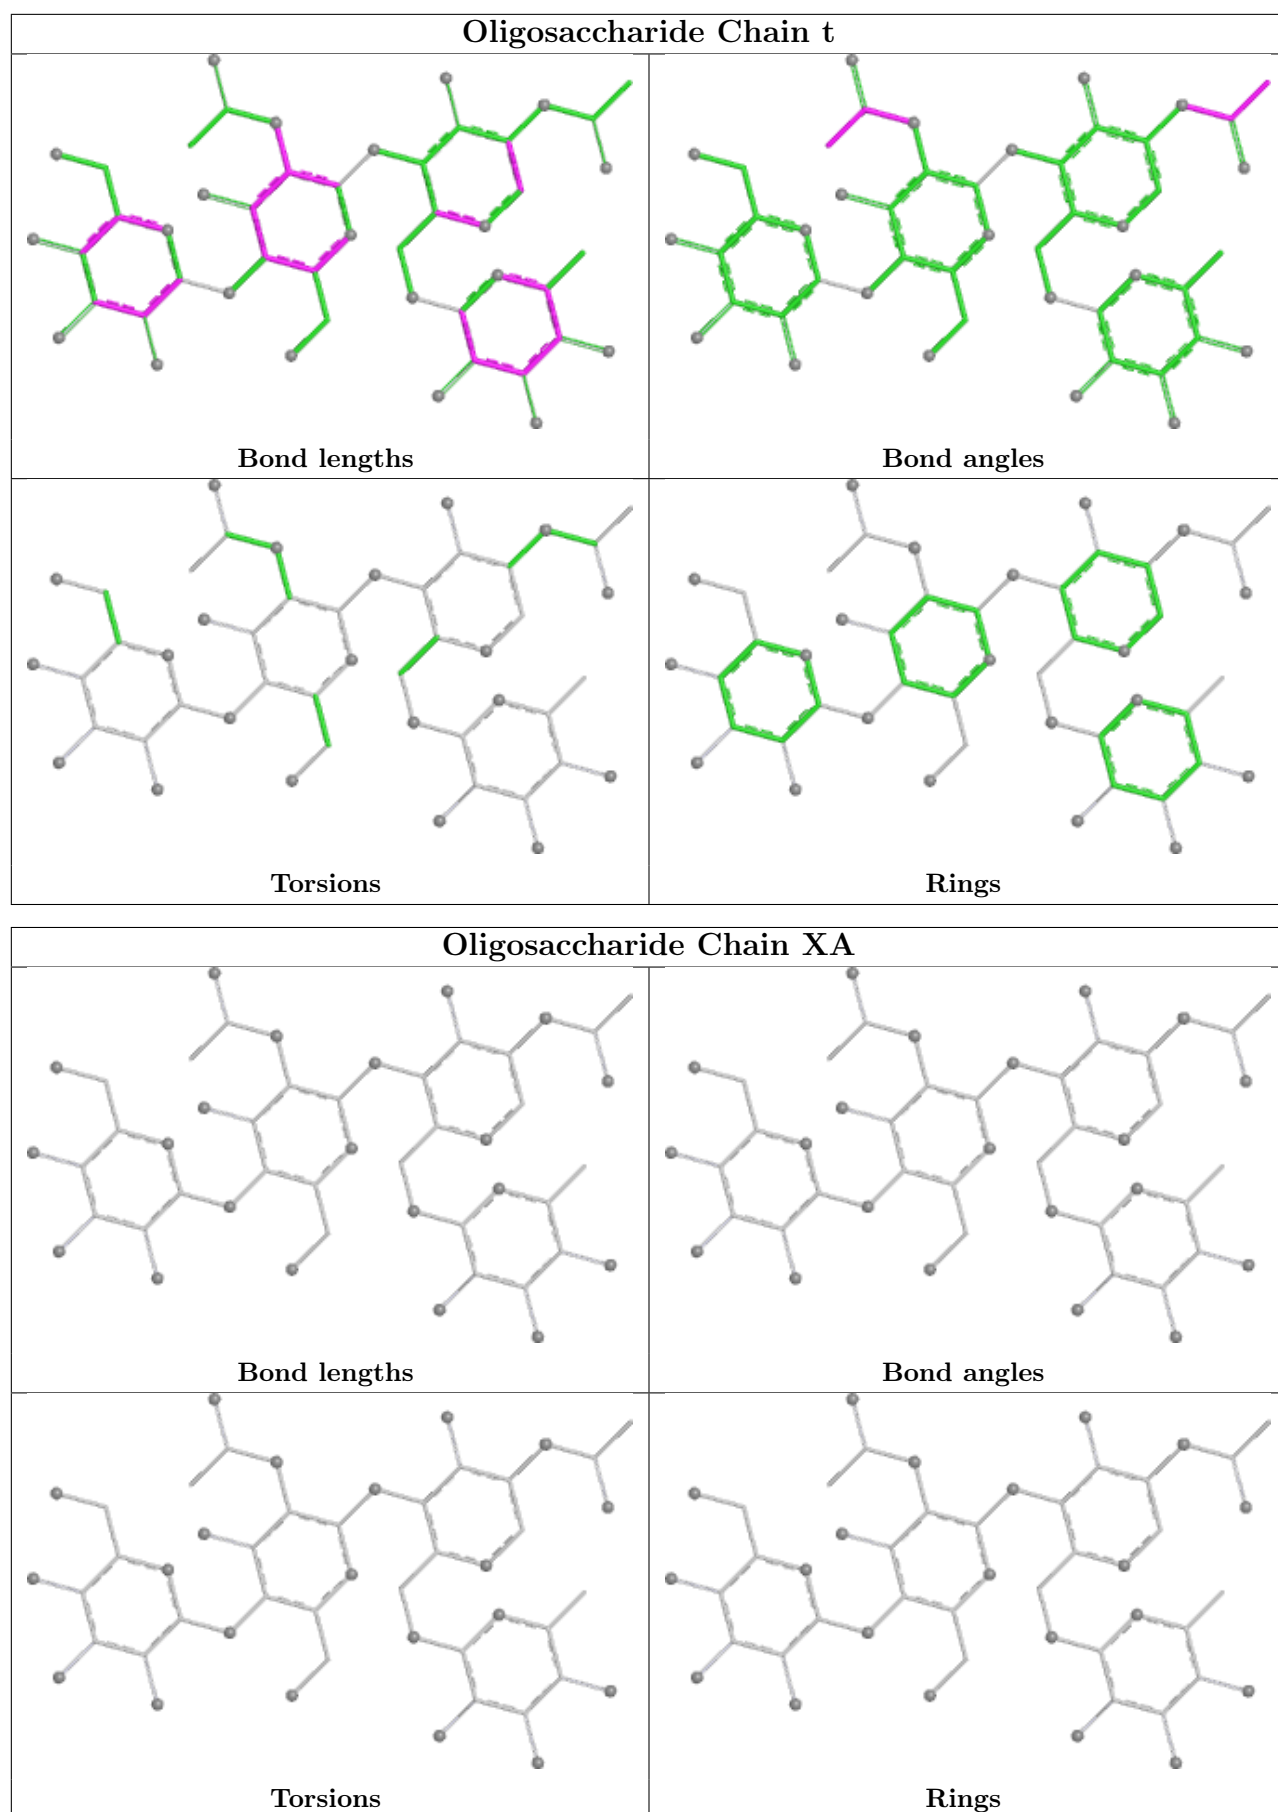 Oligosaccharide Chain t
Bond lengths
Bond angles
Torsions
Rings
Oligosaccharide Chain XA
Bond lengths
Bond angles
Torsions
Rings